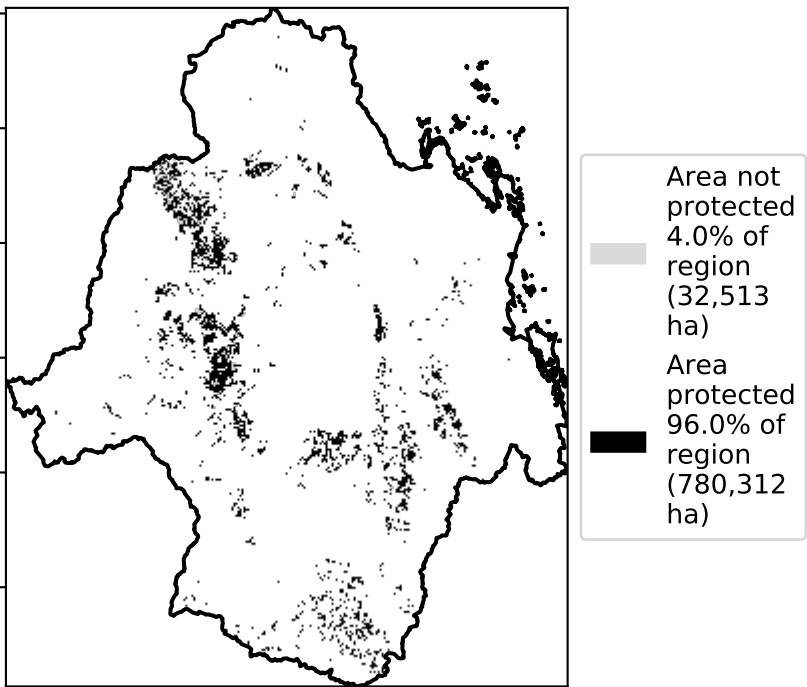 Area not
protected
4.0% of
region
(32,513
ha)
Area
protected
96.0% of
region
(780,312
ha)